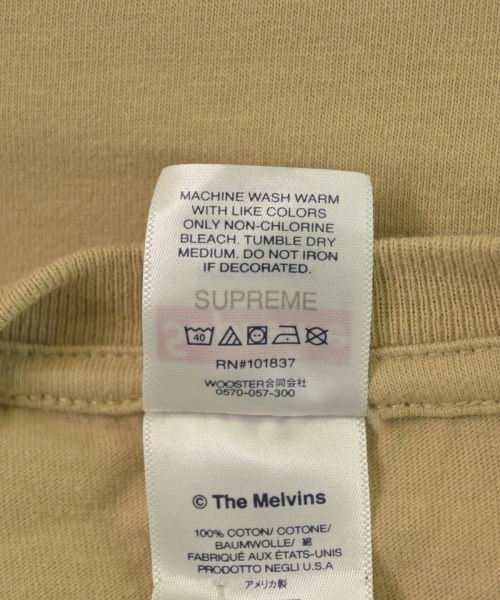 MACHINE WASH WARM
WITH LIKE COLORS
ONLY NON-CHLORINE
BLEACH. TUMBLE DRY
MEDIUM. DO NOT IRON
IF DECORATED.
SUPREME
40
RN#101837
WOOSTER合同会社
0570-057-300
© The Melvins
100% COTON/ COTONE/
BAUMWOLLE/ 綿
FABRIQUÉ AUX ÉTATS-UNIS
PRODOTTO NEGLI U.S.A
アメリカ製